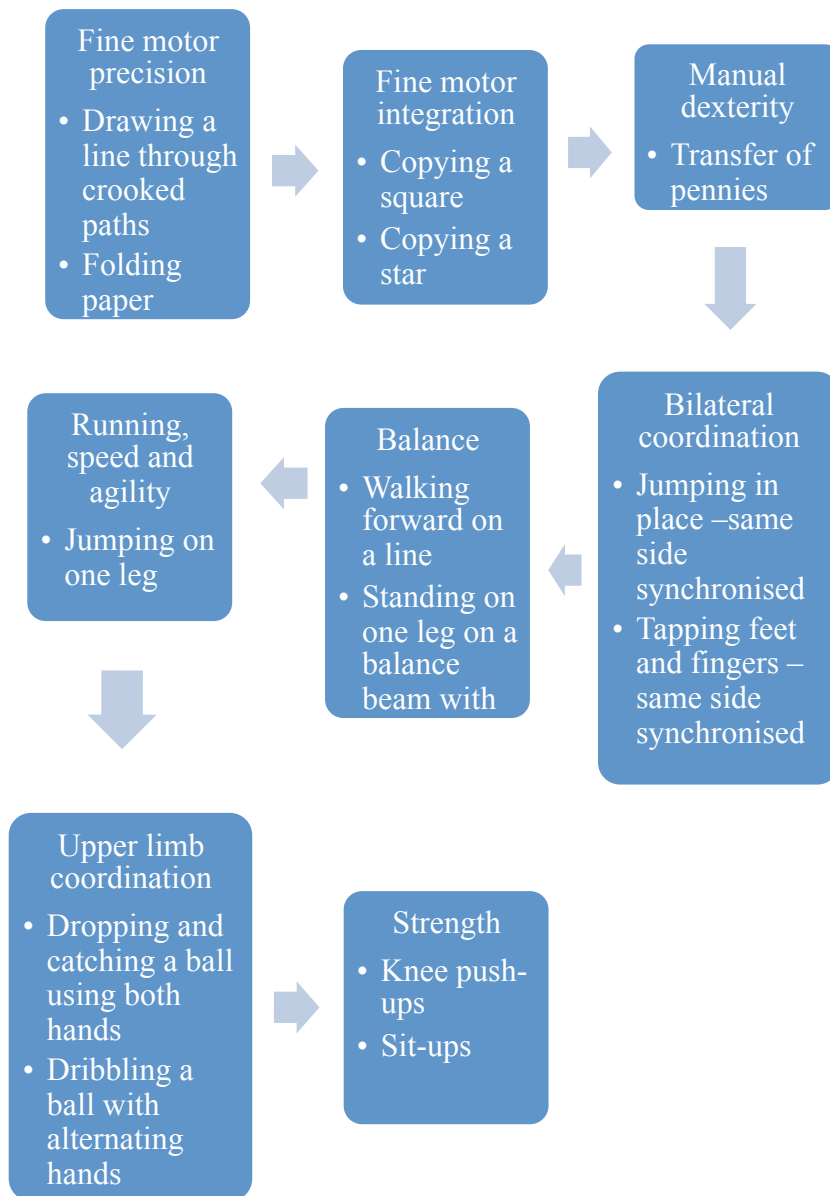 Fine motor
precision
• Drawing a
line through
crooked
paths
• Folding
paper
Fine motor
integration
• Copying a
square
• Copying a
star
Manual
dexterity
• Transfer of
pennies
Bilateral
coordination
• Jumping in
place –same
side
synchronised
• Tapping feet
and fingers –
same side
synchronised
Balance
• Walking
forward on
a line
• Standing on
one leg on a
balance
beam with
Running,
speed and
agility
• Jumping on
one leg
Upper limb
coordination
• Dropping and
catching a ball
using both
hands
• Dribbling a
ball with
alternating
hands
Strength
• Knee push-
ups
• Sit-ups